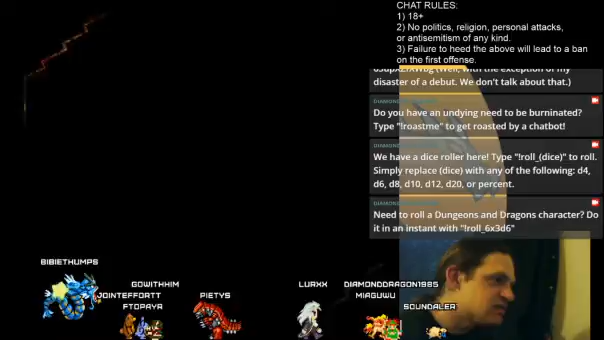 CHAT RULES:
1) 18+
2) No politics, religion, personal attacks,
or antisemitism of any kind.
3) Failure to heed the above will lead to a ban
on the first offense.
(Well, with the exception of my
disaster of a debut. We don't talk about that.)
Do you have an undying need to be burninated?
Type "!roastme" to get roasted by a chatbot!
We have a dice roller here! Type "!roll_(dice)" to roll.
Simply replace (dice) with any of the following: d4,
d6, d8, d10, d12, d20, or percent.
Need to roll a Dungeons and Dragons character? Do
it in an instant with "!roll_6x3d6"
BIBIETHUMPS
GOWITHHIM
JOINTEFFORTT
FTOPAYA
PIETYS
LURXX
DIAMONDDRAGON1985
MIAGUWU
SOUNDALERT